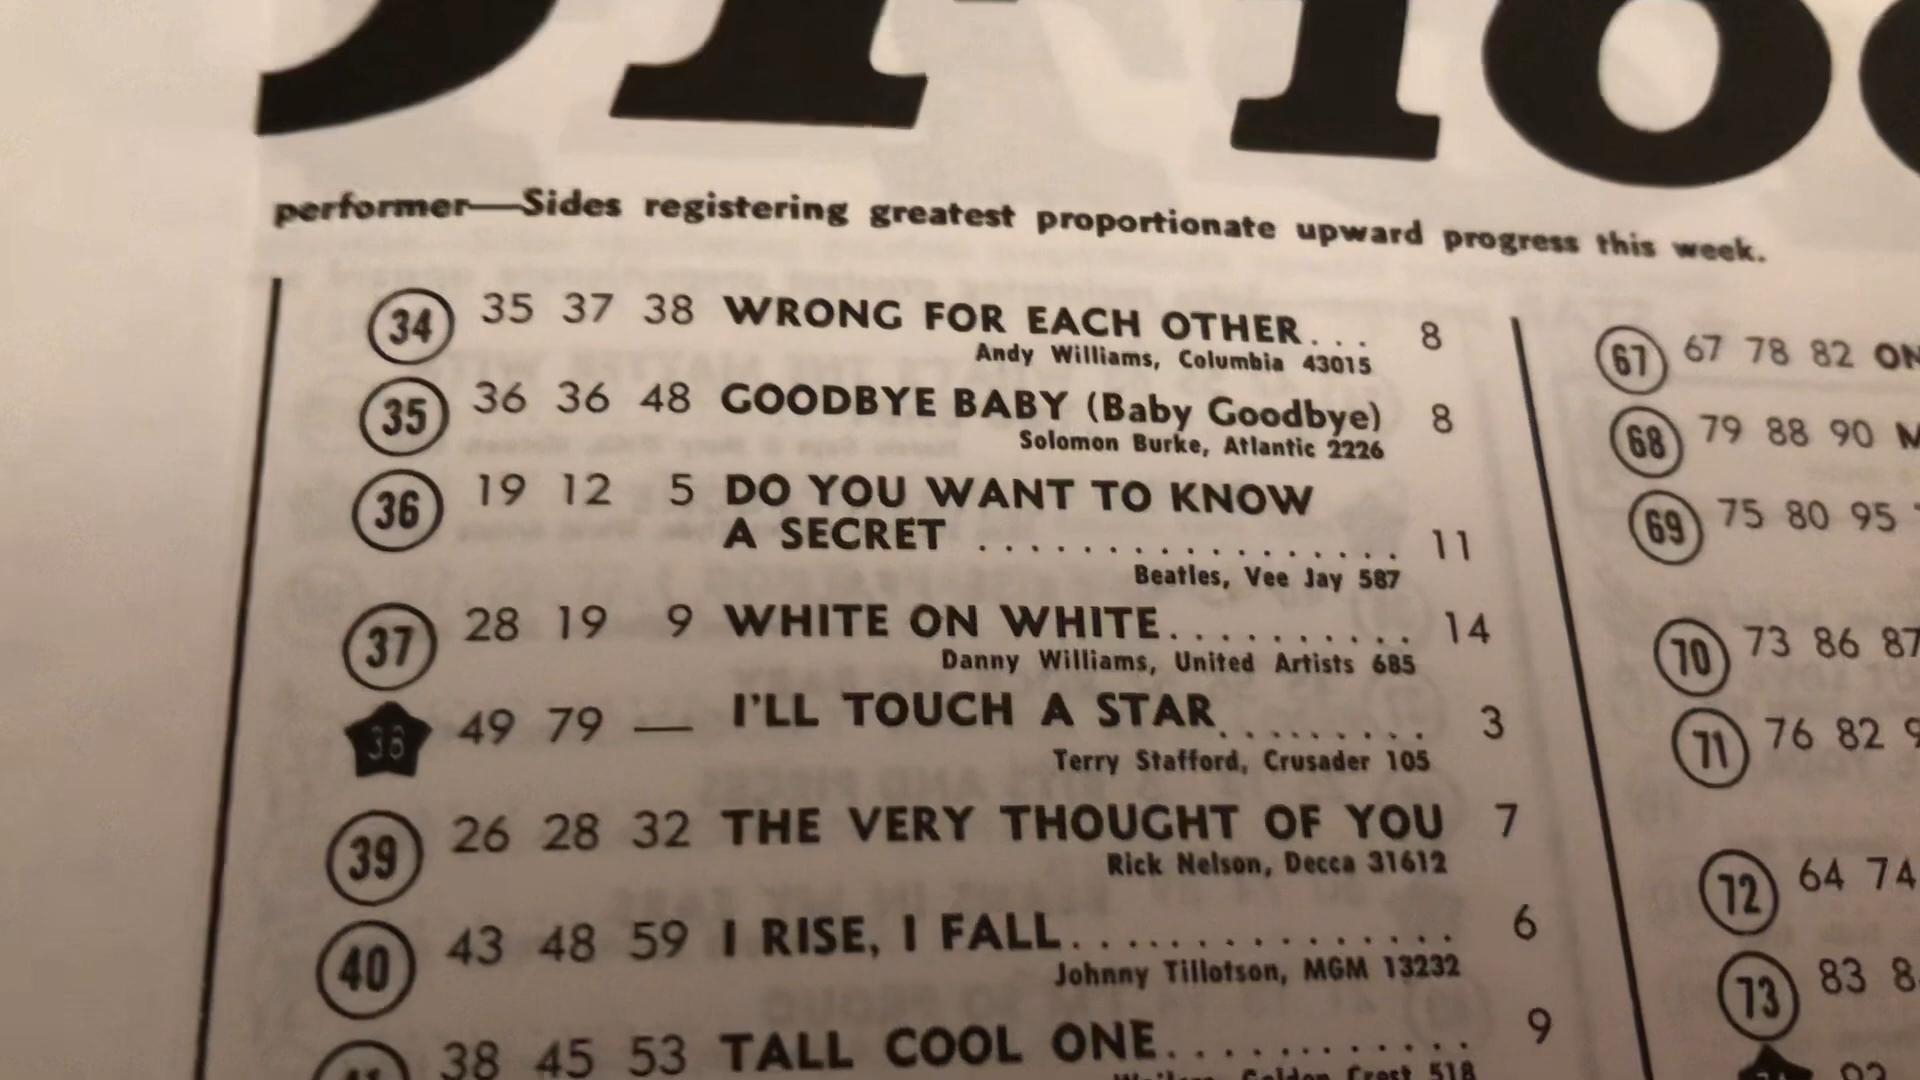 performer—Sides registering greatest proportionate upward progress this week.
34 35 37 38 WRONG FOR EACH OTHER... 8
Andy Williams, Columbia 43015
35 36 36 48 GOODBYE BABY (Baby Goodbye) 8
Solomon Burke, Atlantic 2226
36 19 12 5 DO YOU WANT TO KNOW
A SECRET ................. 11
Beatles, Vee Jay 587
37 28 19 9 WHITE ON WHITE.......... 14
Danny Williams, United Artists 685
38 49 79 — I'LL TOUCH A STAR......... 3
Terry Stafford, Crusader 105
39 26 28 32 THE VERY THOUGHT OF YOU 7
Rick Nelson, Decca 31612
40 43 48 59 I RISE, I FALL............... 6
Johnny Tillotson, MGM 13232
41 38 45 53 TALL COOL ONE............ 9
Golden Crest 518
67 67 78 82
68 79 88 90
69 75 80 95
70 73 86 87
71 76 82
72 64 74
73 83